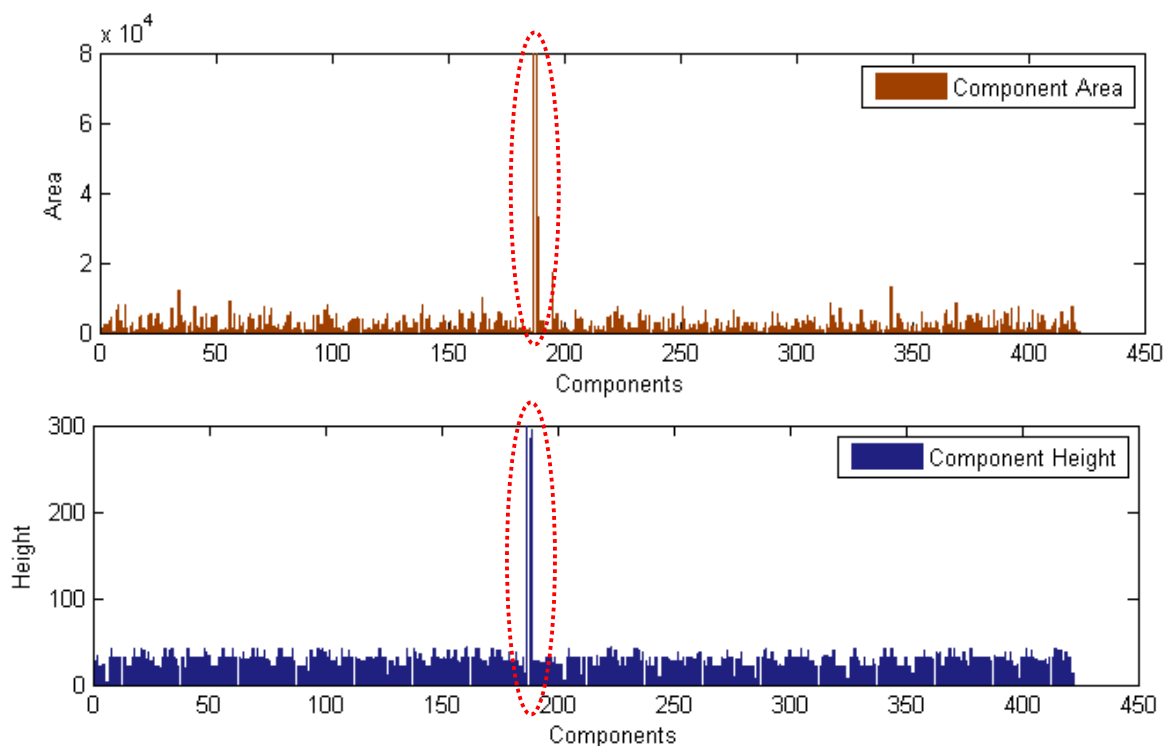 x 10^4
8
6
4
2
0
Area
Component Area
0 50 100 150 200 250 300 350 400 450
Components
300
200
100
0
Height
Component Height
0 50 100 150 200 250 300 350 400 450
Components